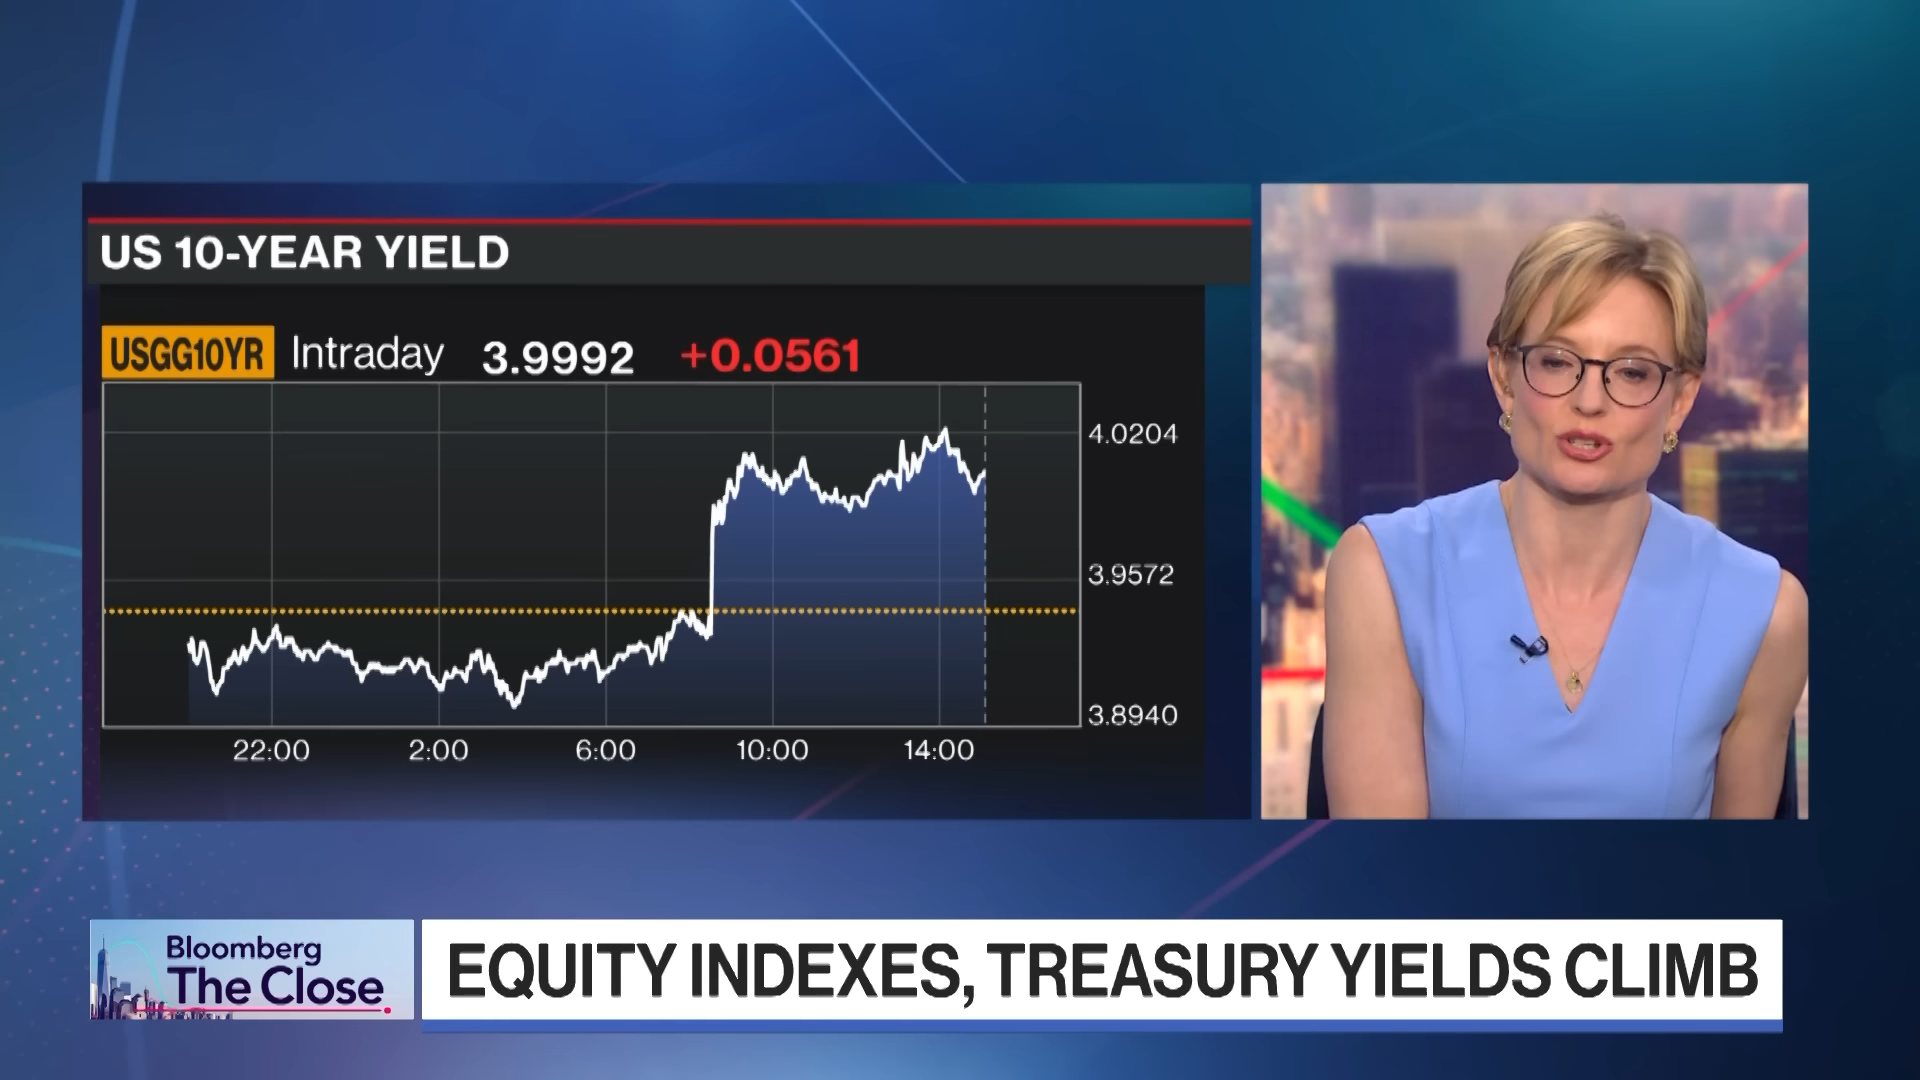 US 10-YEAR YIELD
USGG10YR Intraday 3.9992 +0.0561
4.0204
3.9572
3.8940
22:00 2:00 6:00 10:00 14:00
Bloomberg
The Close
EQUITY INDEXES, TREASURY YIELDS CLIMB